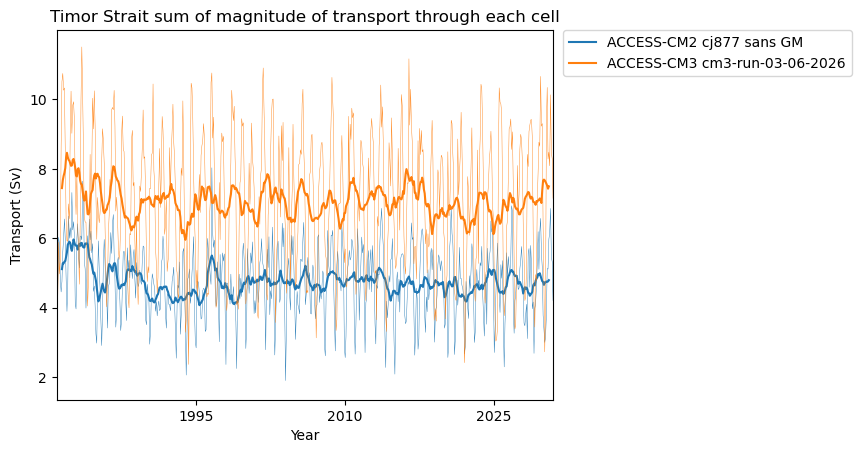 Timor Strait sum of magnitude of transport through each cell
ACCESS-CM2 cj877 sans GM
ACCESS-CM3 cm3-run-03-06-2026
Transport (Sv)
10
8
6
4
2
1995
2010
2025
Year